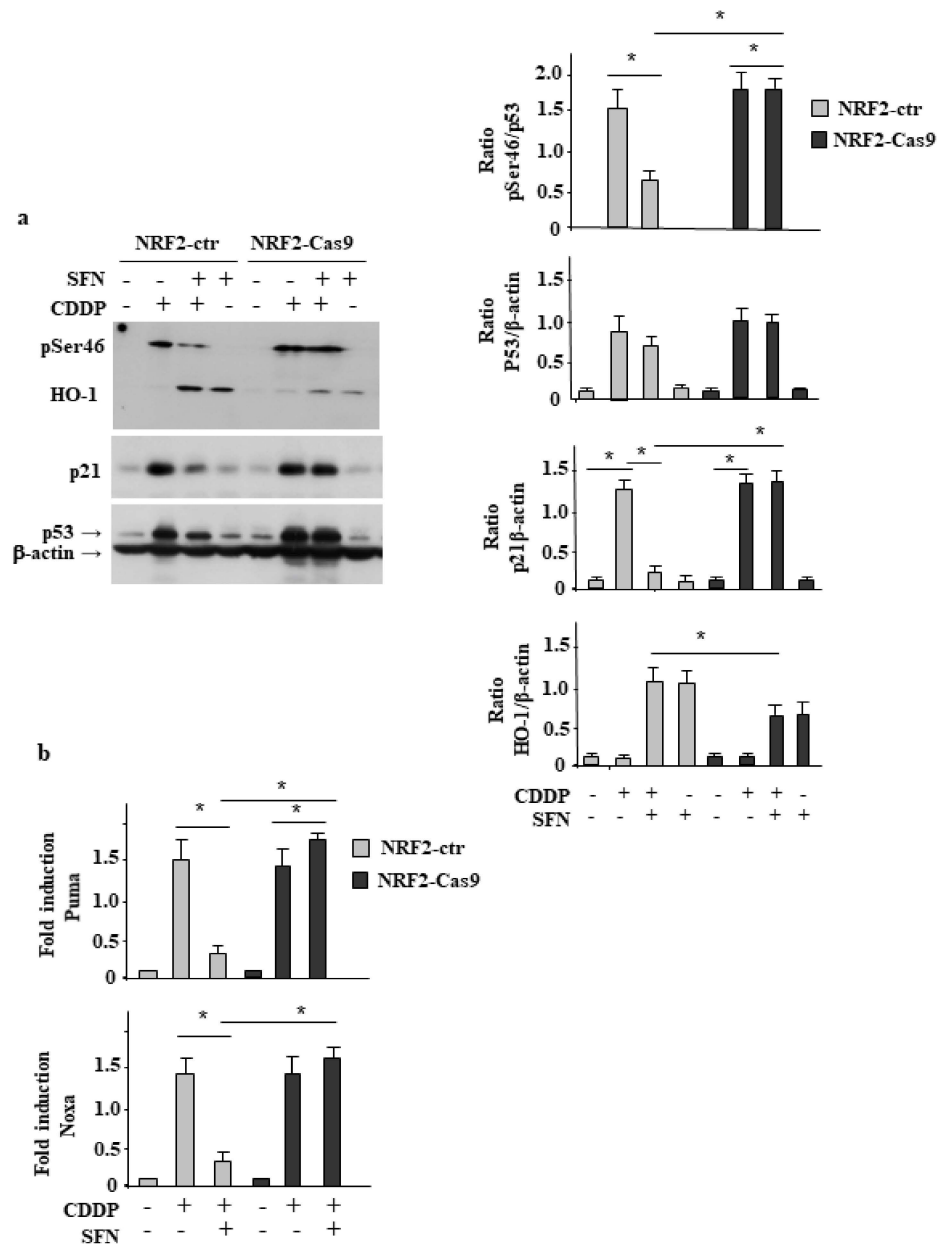 a
NRF2-ctr NRF2-Cas9
SFN - - + + - - + +
CDDP - + + - - + + -
pSer46
HO-1
p21
p53 →
β-actin →
*
* *
Ratio
pSer46/p53
2.0
1.5
1.0
0.5
0
NRF2-ctr
NRF2-Cas9
Ratio
P53/β-actin
1.0
0.5
0
*
* * *
Ratio
p21β-actin
1.5
1.0
0.5
0
*
Ratio
HO-1/β-actin
1.5
1.0
0.5
0
CDDP - + + - - + + -
SFN - - + + - - + +
b
*
* *
Fold induction
Puma
1.5
1.0
0.5
0
NRF2-ctr
NRF2-Cas9
* *
Fold induction
Noxa
1.5
1.0
0.5
0
CDDP - + + - + +
SFN - - + - - +